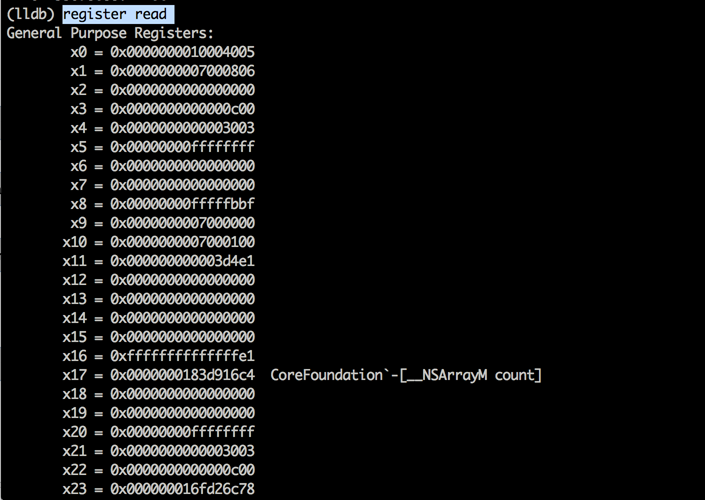 (lldb) register read
General Purpose Registers:
x0 = 0x0000000010004005
x1 = 0x0000000007000806
x2 = 0x0000000000000000
x3 = 0x0000000000000c00
x4 = 0x0000000000003003
x5 = 0x00000000ffffffff
x6 = 0x0000000000000000
x7 = 0x0000000000000000
x8 = 0x00000000fffffbbf
x9 = 0x0000000007000000
x10 = 0x0000000007000100
x11 = 0x000000000003d4e1
x12 = 0x0000000000000000
x13 = 0x0000000000000000
x14 = 0x0000000000000000
x15 = 0x0000000000000000
x16 = 0xffffffffffffffe1
x17 = 0x0000000183d916c4  CoreFoundation`-[__NSArrayM count]
x18 = 0x0000000000000000
x19 = 0x0000000000000000
x20 = 0x00000000ffffffff
x21 = 0x0000000000003003
x22 = 0x0000000000000c00
x23 = 0x000000016fd26c78